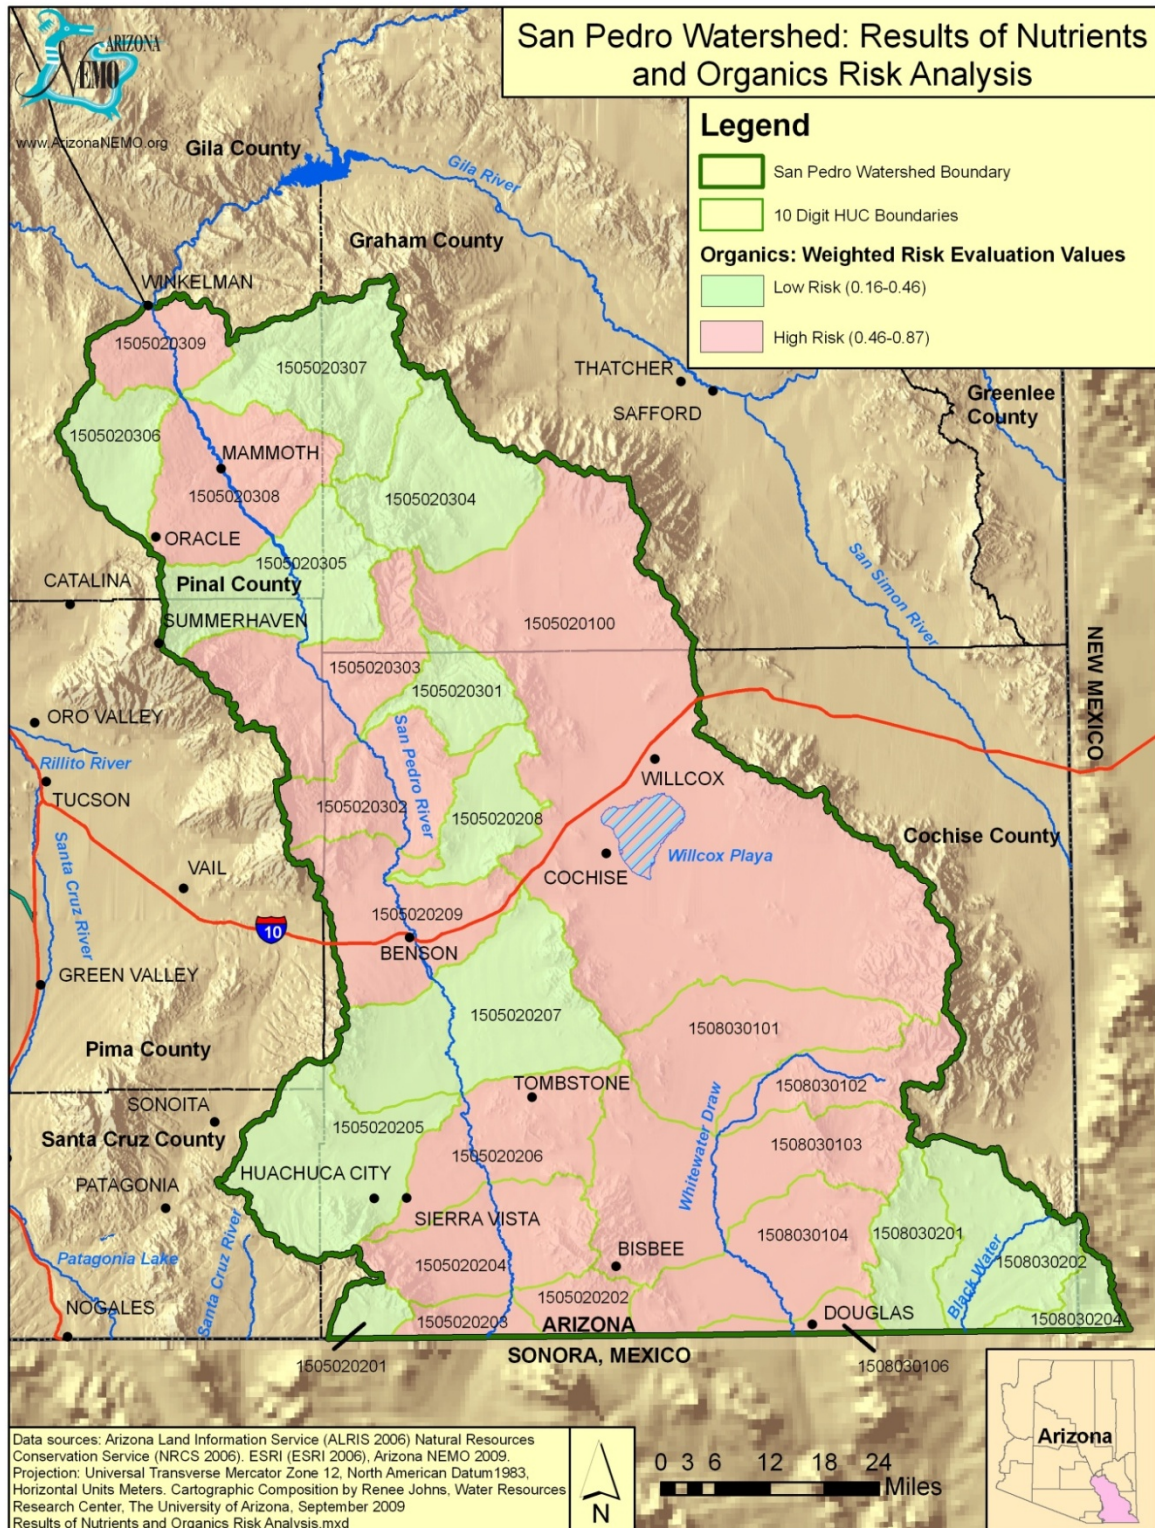 ARIZONA
NEMO
www.ArizonaNEMO.org
San Pedro Watershed: Results of Nutrients
and Organics Risk Analysis
Legend
San Pedro Watershed Boundary
10 Digit HUC Boundaries
Organics: Weighted Risk Evaluation Values
Low Risk (0.16-0.46)
High Risk (0.46-0.87)
Gila County
Gila River
Graham County
WINKELMAN
1505020309
1505020307
THATCHER
SAFFORD
Greenlee
County
1505020306
MAMMOTH
1505020308
1505020304
ORACLE
1505020305
Pinal County
CATALINA
SUMMERHAVEN
San Simon River
1505020100
NEW MEXICO
1505020303
1505020301
ORO VALLEY
San Pedro River
Rillito River
TUCSON
WILLCOX
1505020302
1505020208
Cochise County
Santa Cruz River
VAIL
COCHISE
Willcox Playa
10
1505020209
BENSON
GREEN VALLEY
1505020207
1508030101
Pima County
TOMBSTONE
1508030102
SONOITA
Santa Cruz County
1505020205
Whitewater Draw
1508030103
1505020206
HUACHUCA CITY
PATAGONIA
SIERRA VISTA
1508030104
1508030201
BISBEE
Patagonia Lake
Santa Cruz River
1505020204
1508030202
Black Water
1505020202
NOGALES
1505020203
ARIZONA
DOUGLAS
1508030204
SONORA, MEXICO
1505020201
1508030106
Data sources: Arizona Land Information Service (ALRIS 2006) Natural Resources
Conservation Service (NRCS 2006). ESRI (ESRI 2006), Arizona NEMO 2009.
Projection: Universal Transverse Mercator Zone 12, North American Datum1983,
Horizontal Units Meters. Cartographic Composition by Renee Johns, Water Resources
Research Center, The University of Arizona, September 2009
Results of Nutrients and Organics Risk Analysis.mxd
N
0 3 6 12 18 24
Miles
Arizona